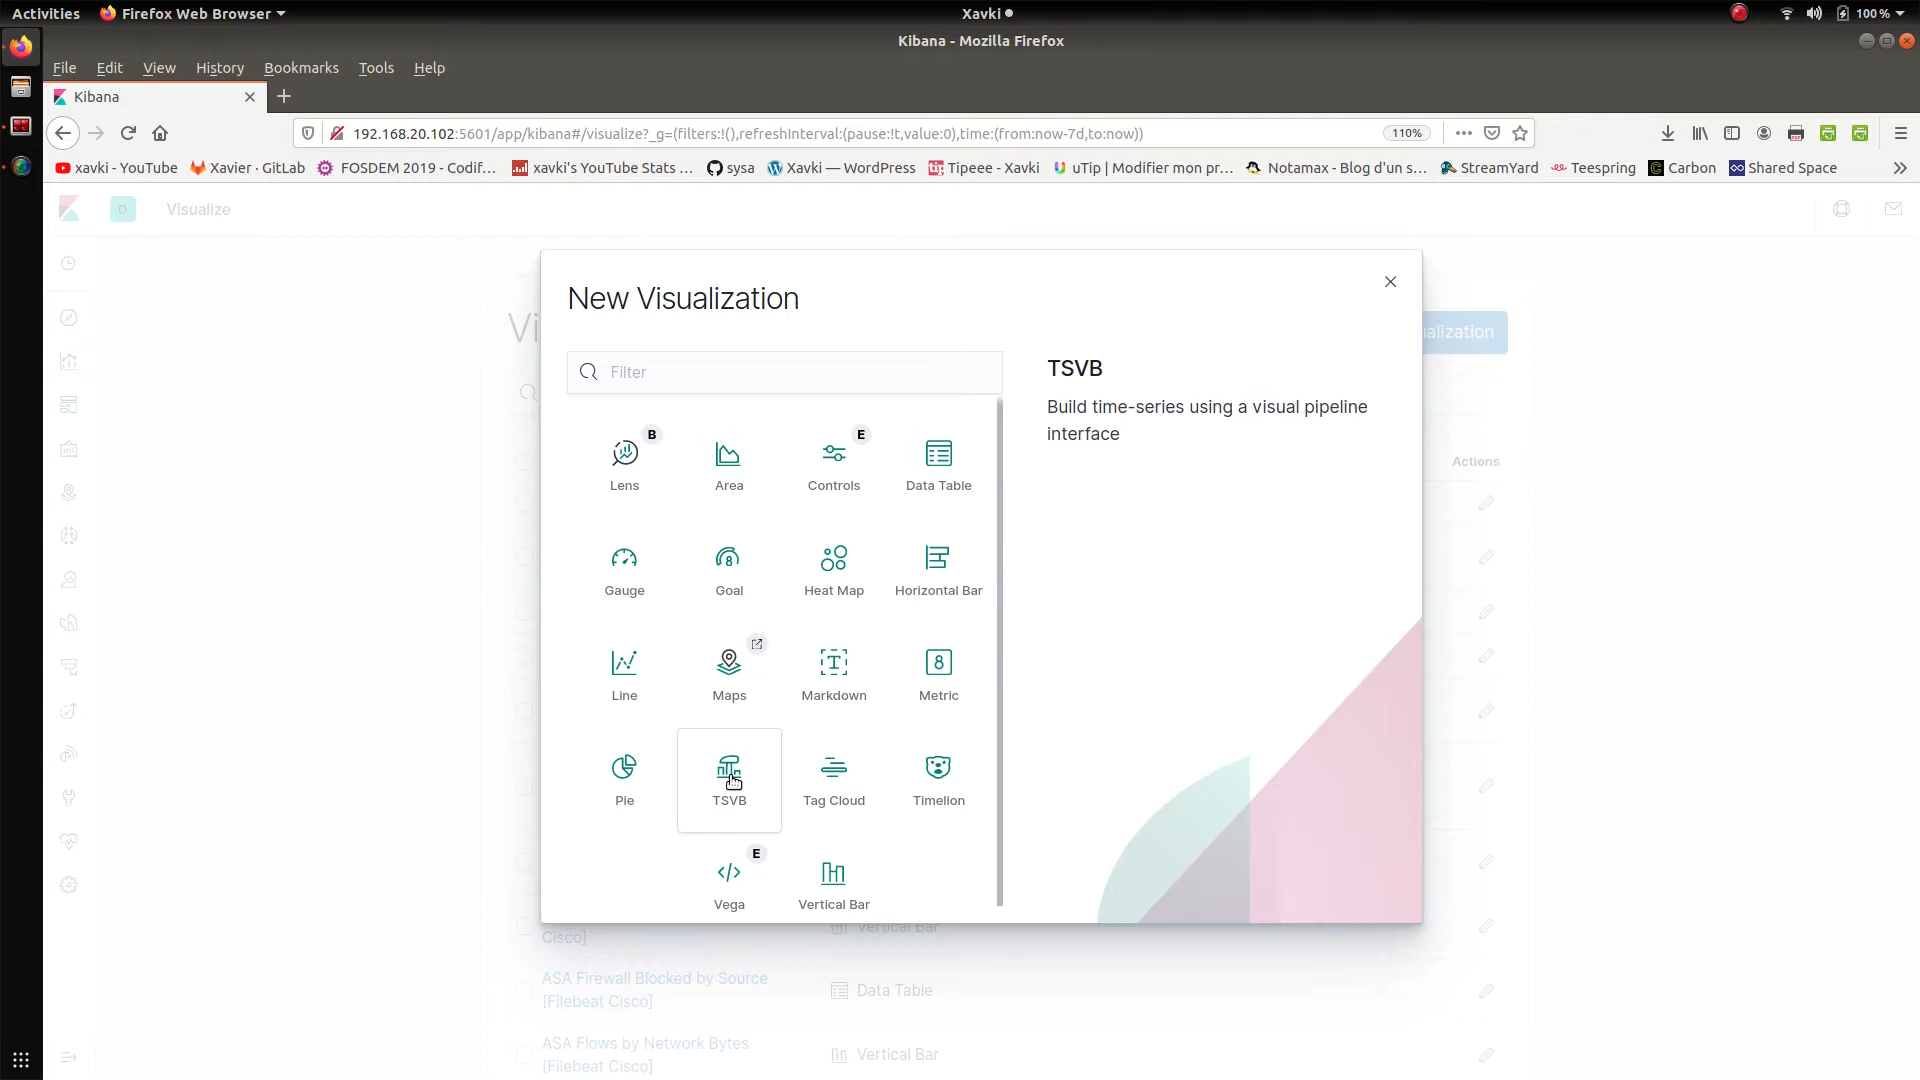 Activities
Firefox Web Browser
Xavki
100 %
Kibana - Mozilla Firefox
File Edit View History Bookmarks Tools Help
Kibana
192.168.20.102:5601/app/kibana#/visualize?_g=(filters:!(),refreshInterval:(pause:!t,value:0),time:(from:now-7d,to:now))
110%
xavki - YouTube
Xavier · GitLab
FOSDEM 2019 - Codif...
xavki's YouTube Stats ...
sysa
Xavki — WordPress
Tipeee - Xavki
uTip | Modifier mon pr...
Notamax - Blog d'un s...
StreamYard
Teespring
Carbon
Shared Space
D
Visualize
Vi
New Visualization
alization
Filter
TSVB
Build time-series using a visual pipeline
interface
B
E
Lens
Area
Controls
Data Table
Actions
Gauge
Goal
Heat Map
Horizontal Bar
Line
Maps
Markdown
Metric
Pie
TSVB
Tag Cloud
Timelion
E
Vega
Vertical Bar
Cisco]
Vertical Bar
ASA Firewall Blocked by Source
[Filebeat Cisco]
Data Table
ASA Flows by Network Bytes
[Filebeat Cisco]
Vertical Bar